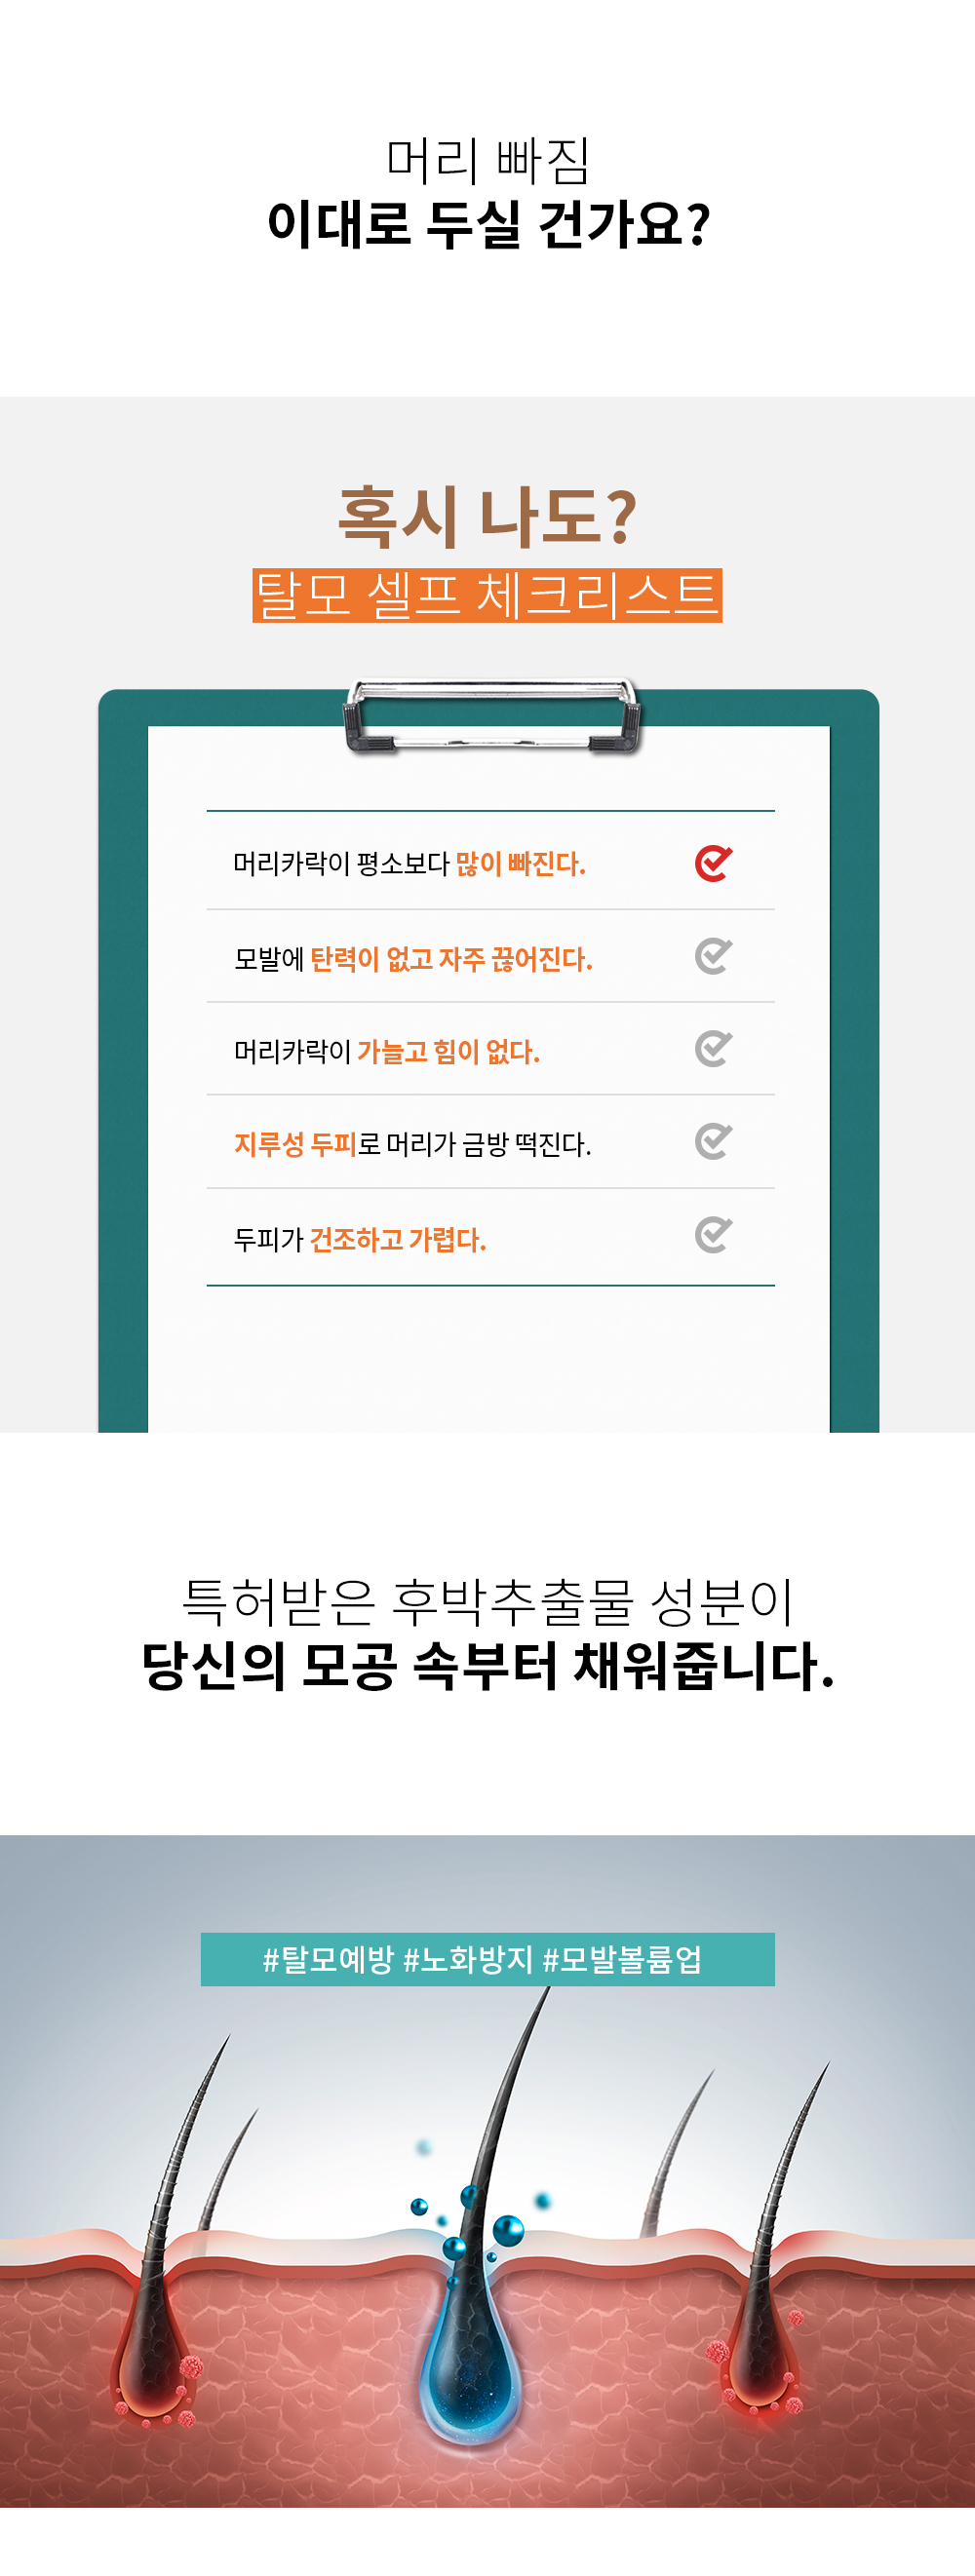 머리 빠짐
이대로 두실 건가요?
혹시 나도?
탈모 셀프 체크리스트
머리카락이 평소보다 많이 빠진다.
모발에 탄력이 없고 자주 끊어진다.
머리카락이 가늘고 힘이 없다.
지루성 두피로 머리가 금방 떡진다.
두피가 건조하고 가렵다.
특허받은 후박추출물 성분이
당신의 모공 속부터 채워줍니다.
#탈모예방 #노화방지 #모발볼륨업